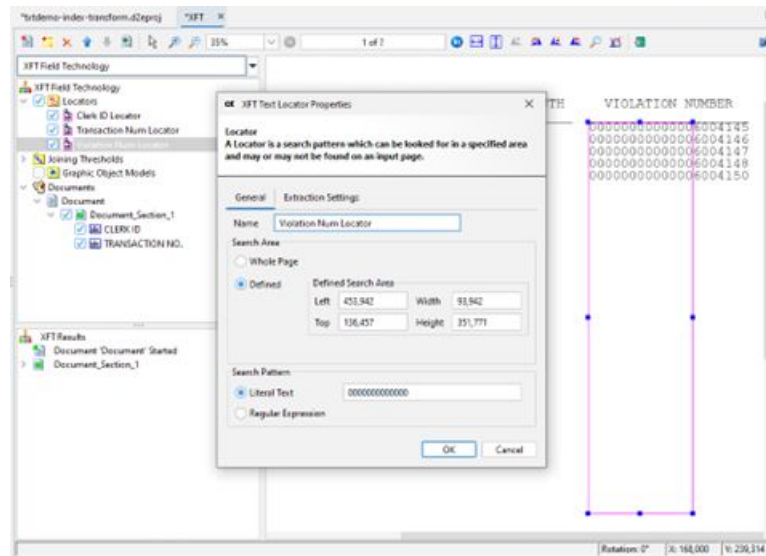 *txtdemo-index-transform.d2eproj
*XFT
35%
1 of 7
XFT Field Technology
XFT Field Technology
Locators
Clerk ID Locator
Transaction Num Locator
Violation Num Locator
Joining Thresholds
Graphic Object Models
Documents
Document
Document_Section_1
CLERK ID
TRANSACTION NO.
XFT Results
Document 'Document' Started
Document_Section_1
TH VIOLATION NUMBER
00000000000006004145
00000000000006004146
00000000000006004147
00000000000006004148
00000000000006004150
XFT Text Locator Properties
Locator
A Locator is a search pattern which can be looked for in a specified area
and may or may not be found on an input page.
General Extraction Settings
Name Violation Num Locator
Search Area
Whole Page
Defined
Defined Search Area
Left 453,942 Width 93,942
Top 136,457 Height 351,771
Search Pattern
Literal Text 0000000000000
Regular Expression
OK Cancel
Rotation: 0° X: 168,000 Y: 239,314